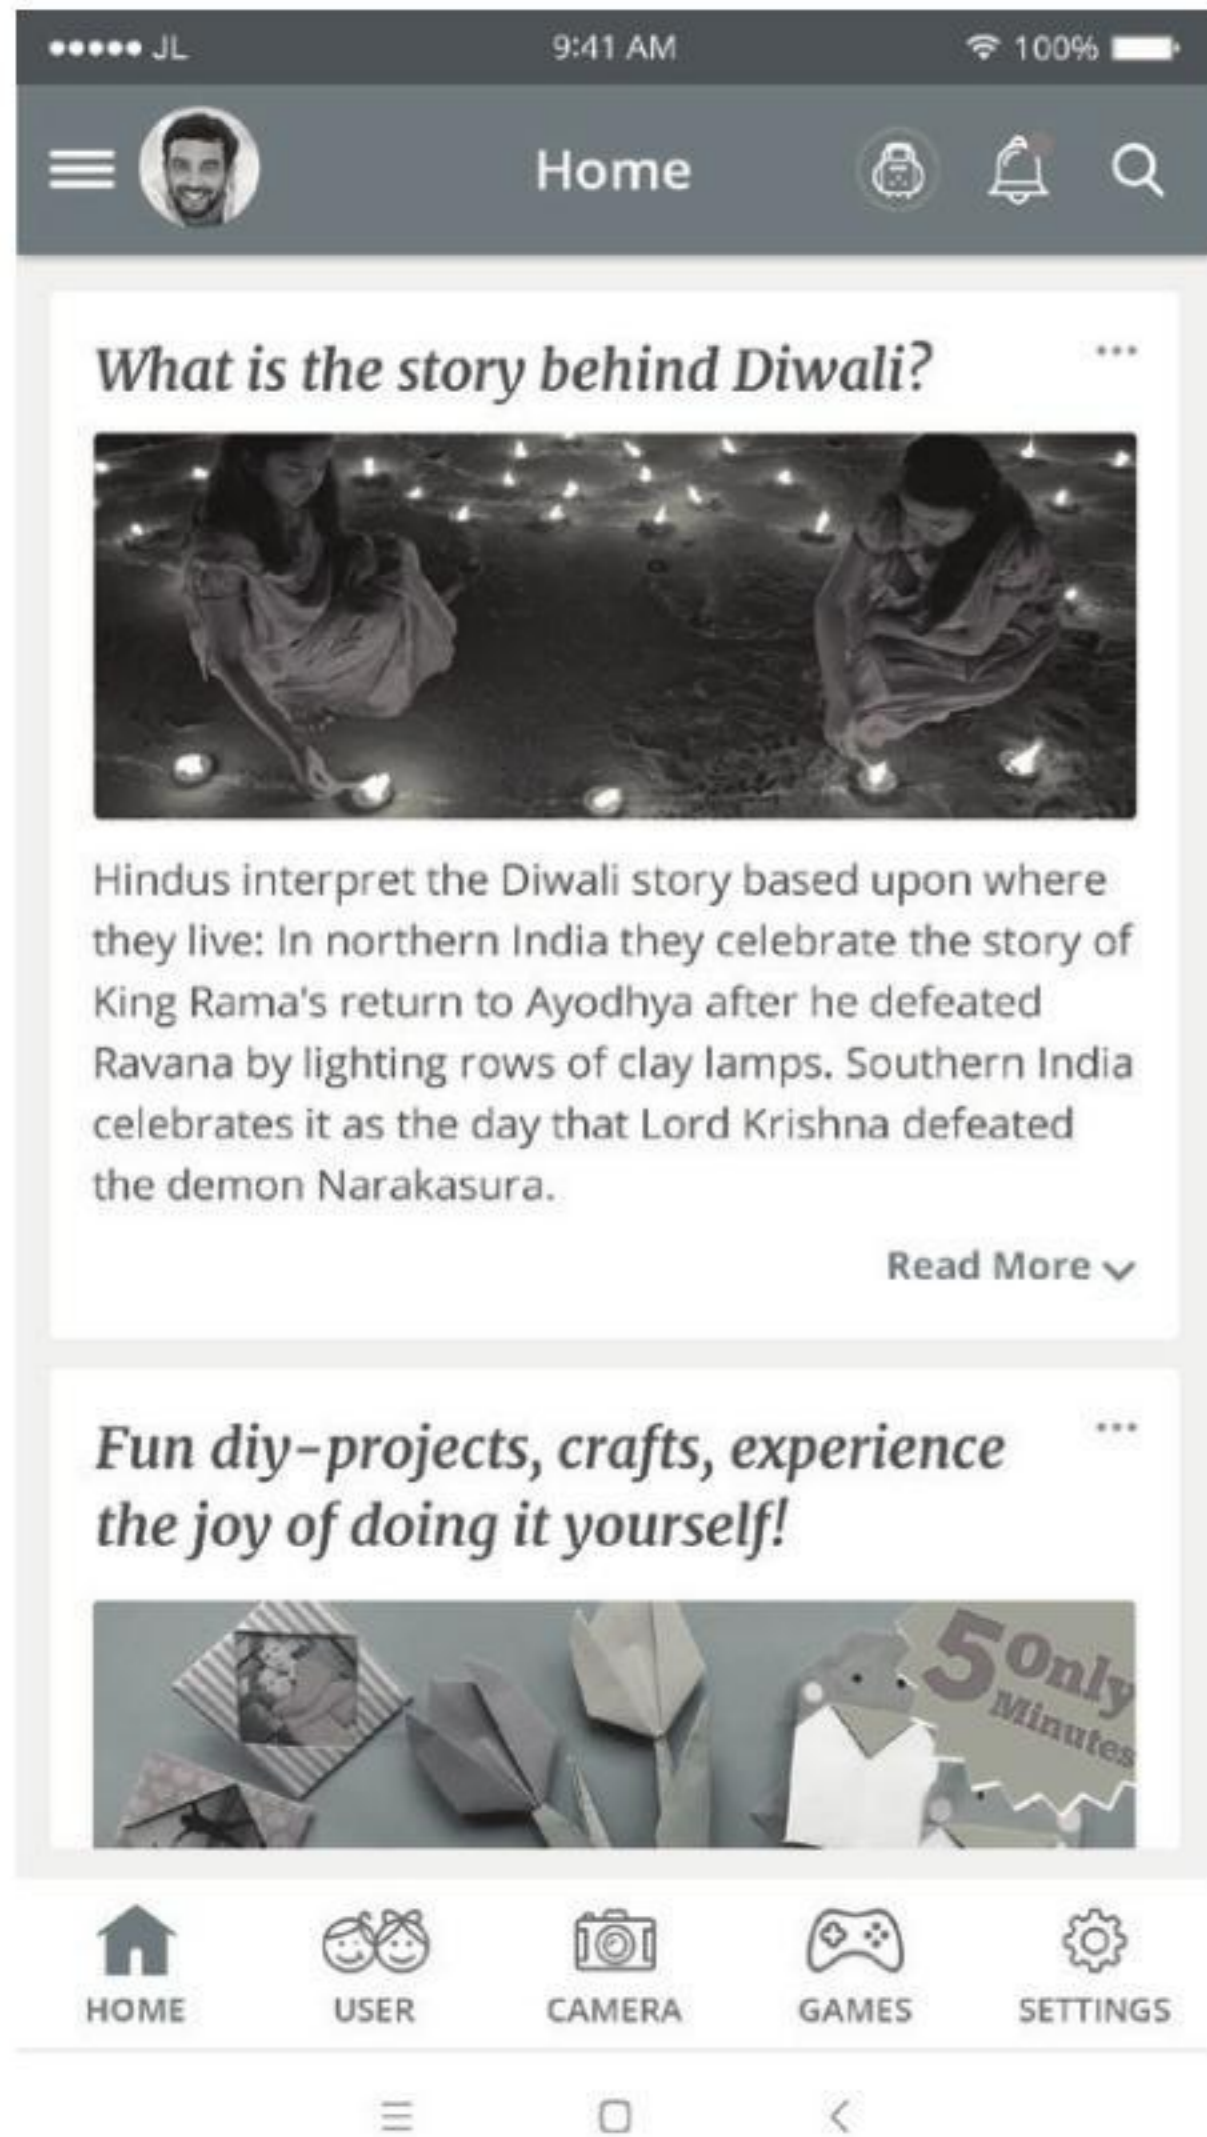 JL 9:41 AM 100%
Home
What is the story behind Diwali?
Hindus interpret the Diwali story based upon where
they live: In northern India they celebrate the story of
King Rama's return to Ayodhya after he defeated
Ravana by lighting rows of clay lamps. Southern India
celebrates it as the day that Lord Krishna defeated
the demon Narakasura.
Read More
Fun diy-projects, crafts, experience
the joy of doing it yourself!
5 Only
Minutes
HOME USER CAMERA GAMES SETTINGS